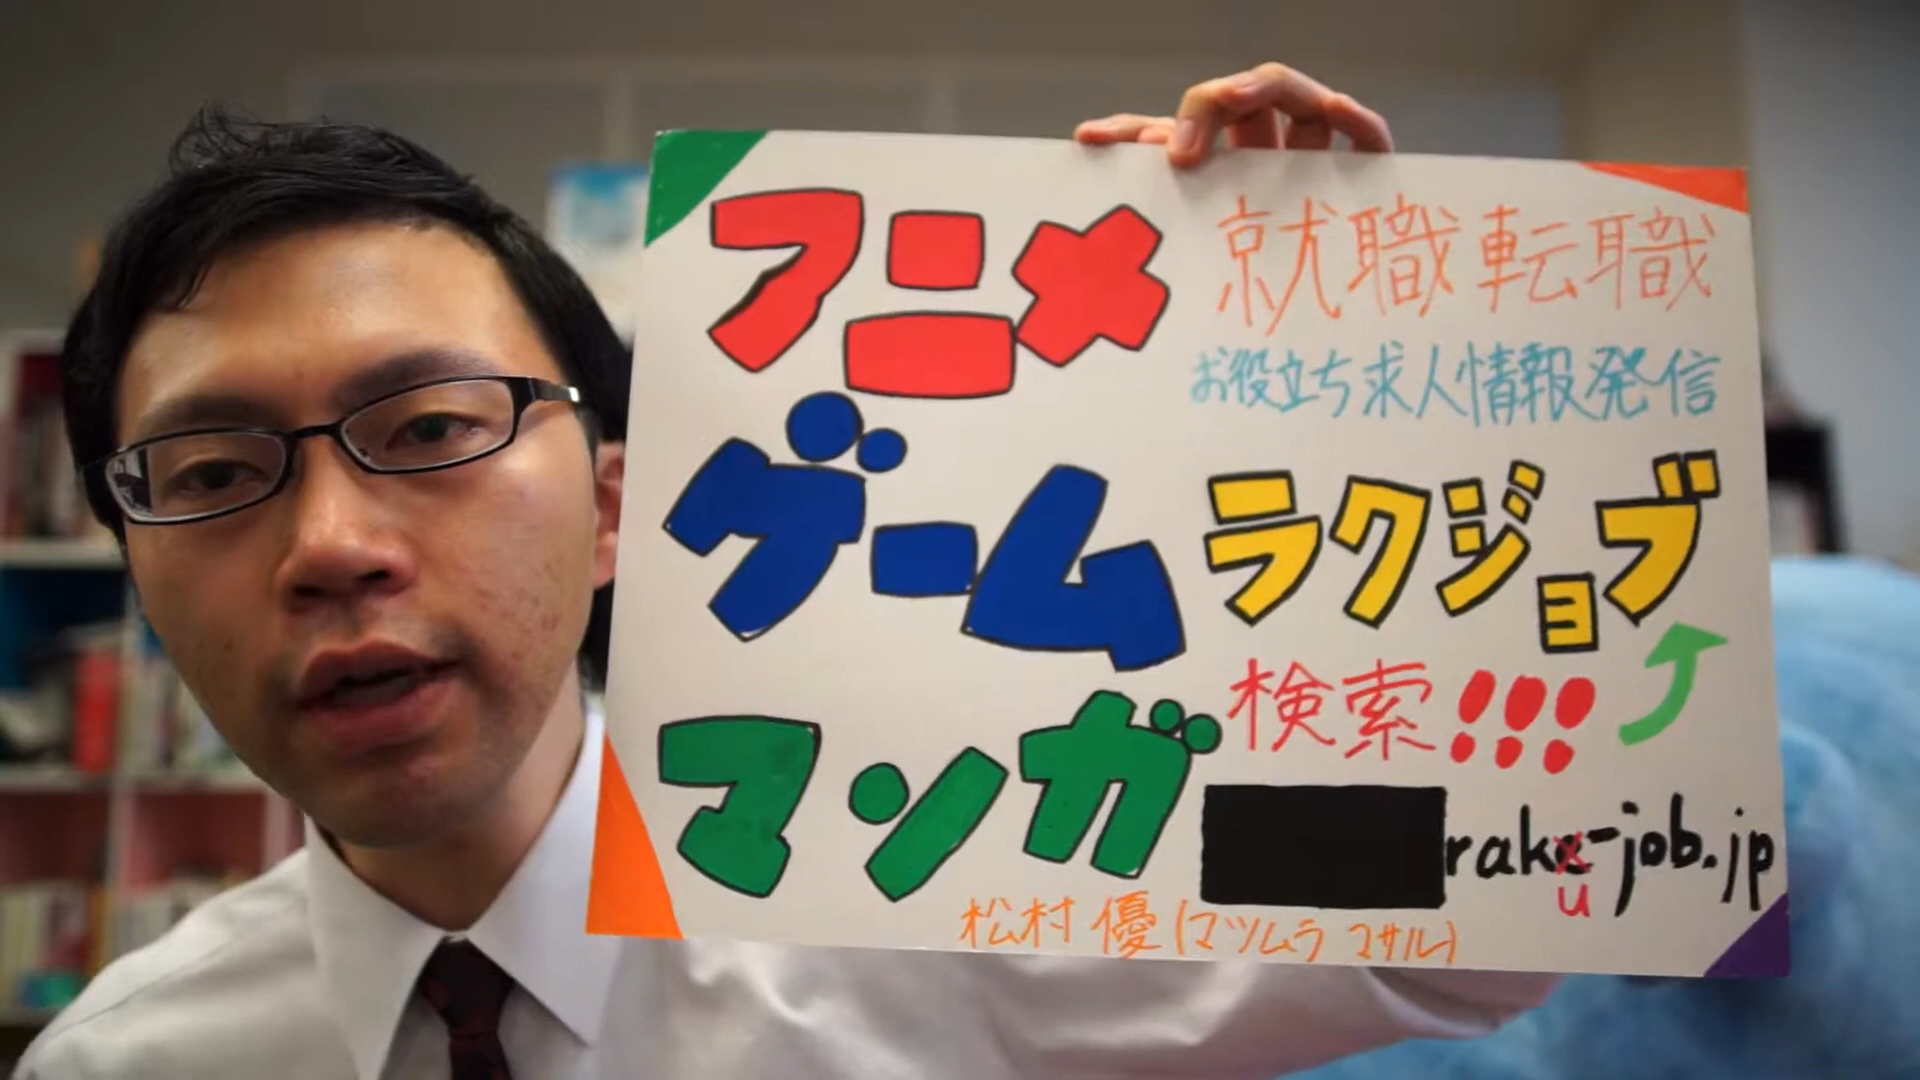 アニメ
ゲーム
マンガ
就職転職
お役立ち求人情報発信
ラクジョブ
検索!!!
raku-job.jp
松村 優 (マツムラ マサル)